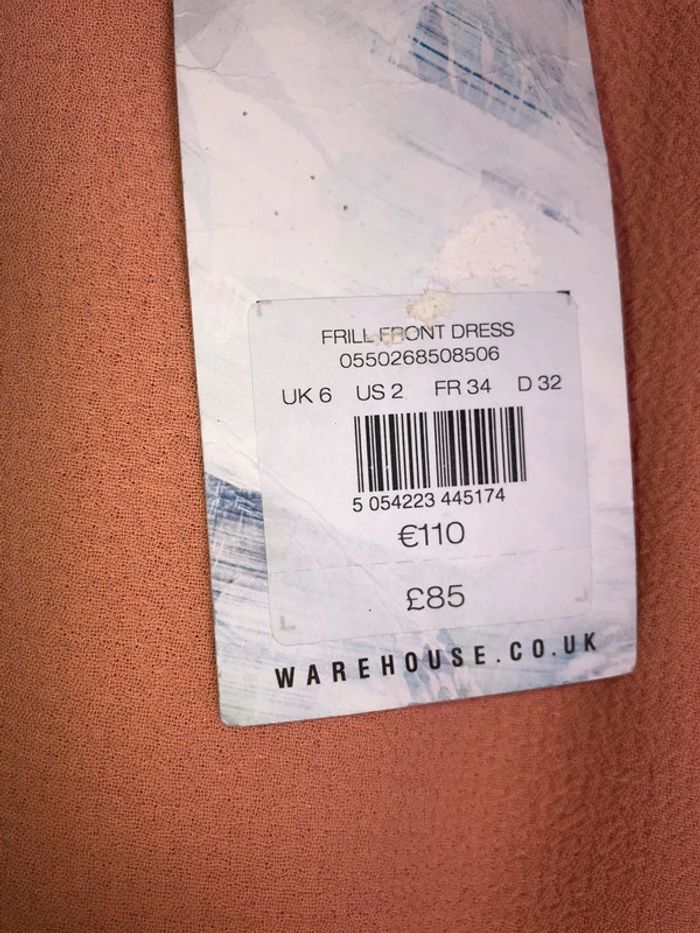 FRILL FRONT DRESS
0550268508506
UK 6 US 2 FR 34 D 32
5 054223 445174
€110
£85
WAREHOUSE.CO.UK